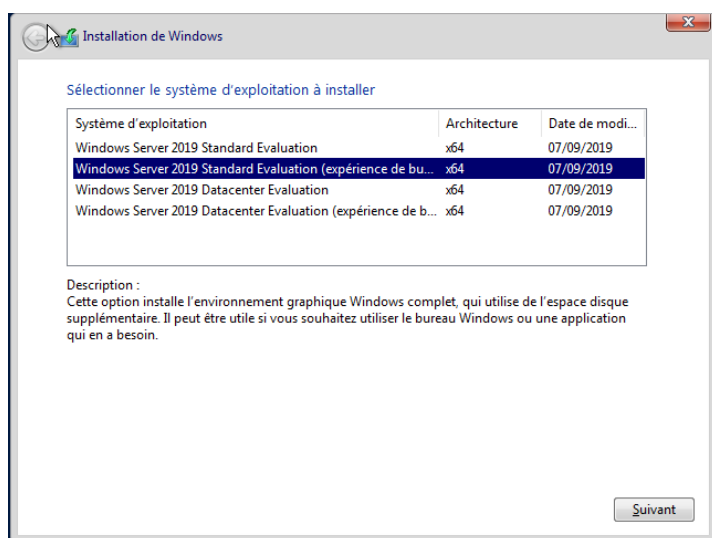 Installation de Windows
Sélectionner le système d'exploitation à installer
Système d'exploitation Architecture Date de modi...
Windows Server 2019 Standard Evaluation x64 07/09/2019
Windows Server 2019 Standard Evaluation (expérience de bu... x64 07/09/2019
Windows Server 2019 Datacenter Evaluation x64 07/09/2019
Windows Server 2019 Datacenter Evaluation (expérience de b... x64 07/09/2019
Description :
Cette option installe l'environnement graphique Windows complet, qui utilise de l'espace disque
supplémentaire. Il peut être utile si vous souhaitez utiliser le bureau Windows ou une application
qui en a besoin.
Suivant